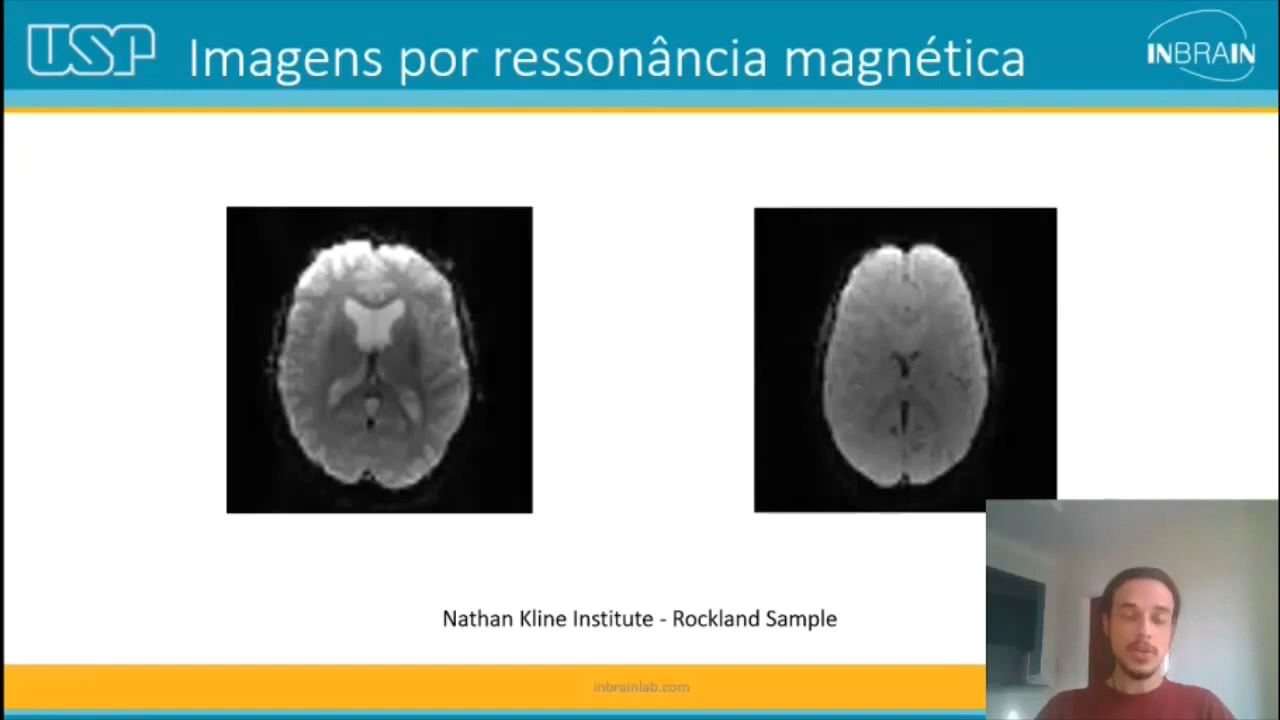 USP
Imagens por ressonância magnética
INBRAIN
Nathan Kline Institute - Rockland Sample
inbrainlab.com